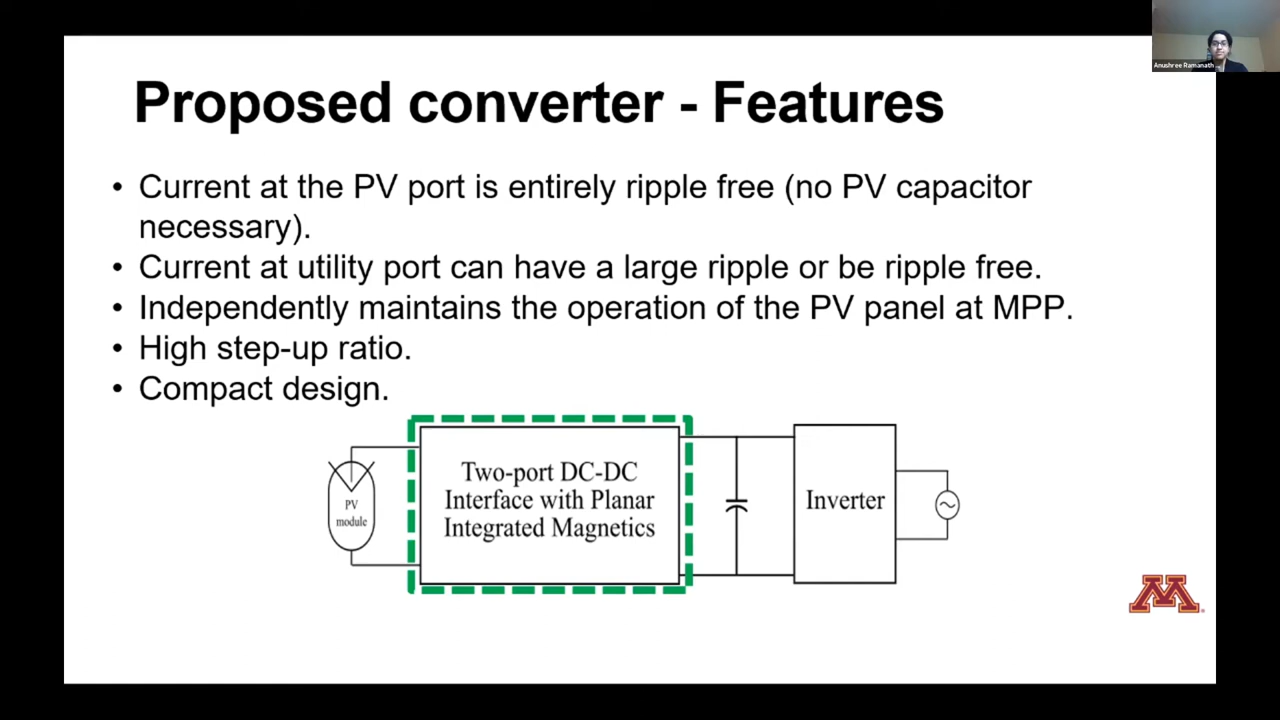 Anushree Ramanath
Proposed converter - Features
• Current at the PV port is entirely ripple free (no PV capacitor
necessary).
• Current at utility port can have a large ripple or be ripple free.
• Independently maintains the operation of the PV panel at MPP.
• High step-up ratio.
• Compact design.
PV
module
Two-port DC-DC
Interface with Planar
Integrated Magnetics
Inverter
M